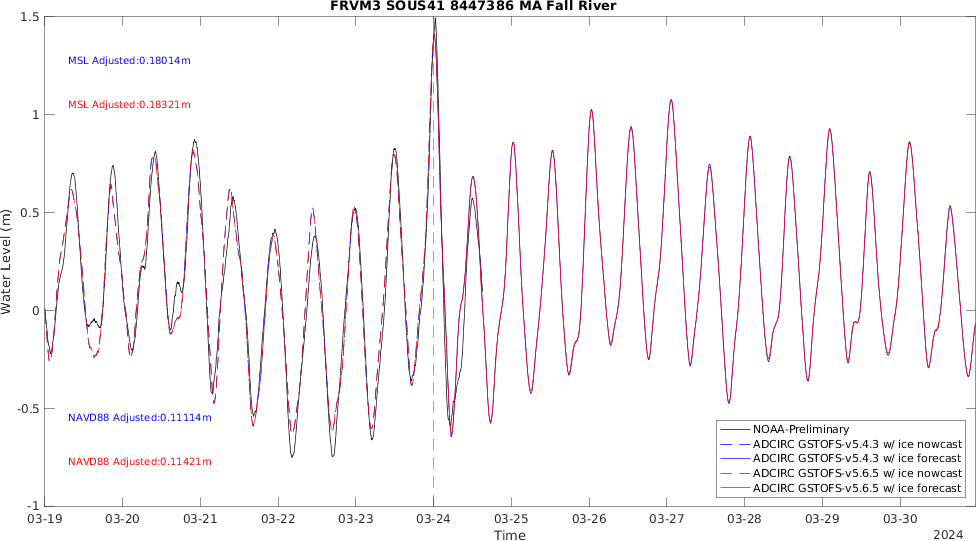 FRVM3 SOUS41 8447386 MA Fall River
1.5
1
0.5
0
-0.5
-1
Water Level (m)
MSL Adjusted:0.18014m
MSL Adjusted:0.18321m
NAVD88 Adjusted:0.11114m
NAVD88 Adjusted:0.11421m
NOAA-Preliminary
ADCIRC GSTOFS-v5.4.3 w/ ice nowcast
ADCIRC GSTOFS-v5.4.3 w/ ice forecast
ADCIRC GSTOFS-v5.6.5 w/ ice nowcast
ADCIRC GSTOFS-v5.6.5 w/ ice forecast
03-19 03-20 03-21 03-22 03-23 03-24 03-25 03-26 03-27 03-28 03-29 03-30
Time
2024